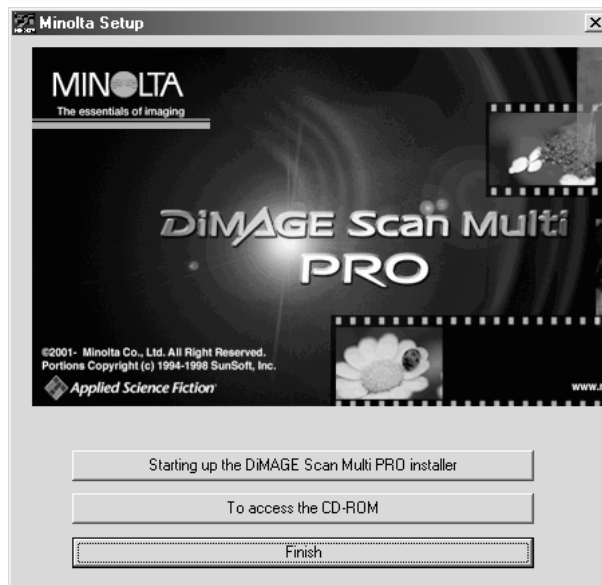 Minolta Setup
MINOLTA
The essentials of imaging
DiMAGE Scan Multi
PRO
©2001- Minolta Co., Ltd. All Right Reserved.
Portions Copyright (c) 1994-1998 SunSoft, Inc.
Applied Science Fiction
www.
Starting up the DiMAGE Scan Multi PRO installer
To access the CD-ROM
Finish